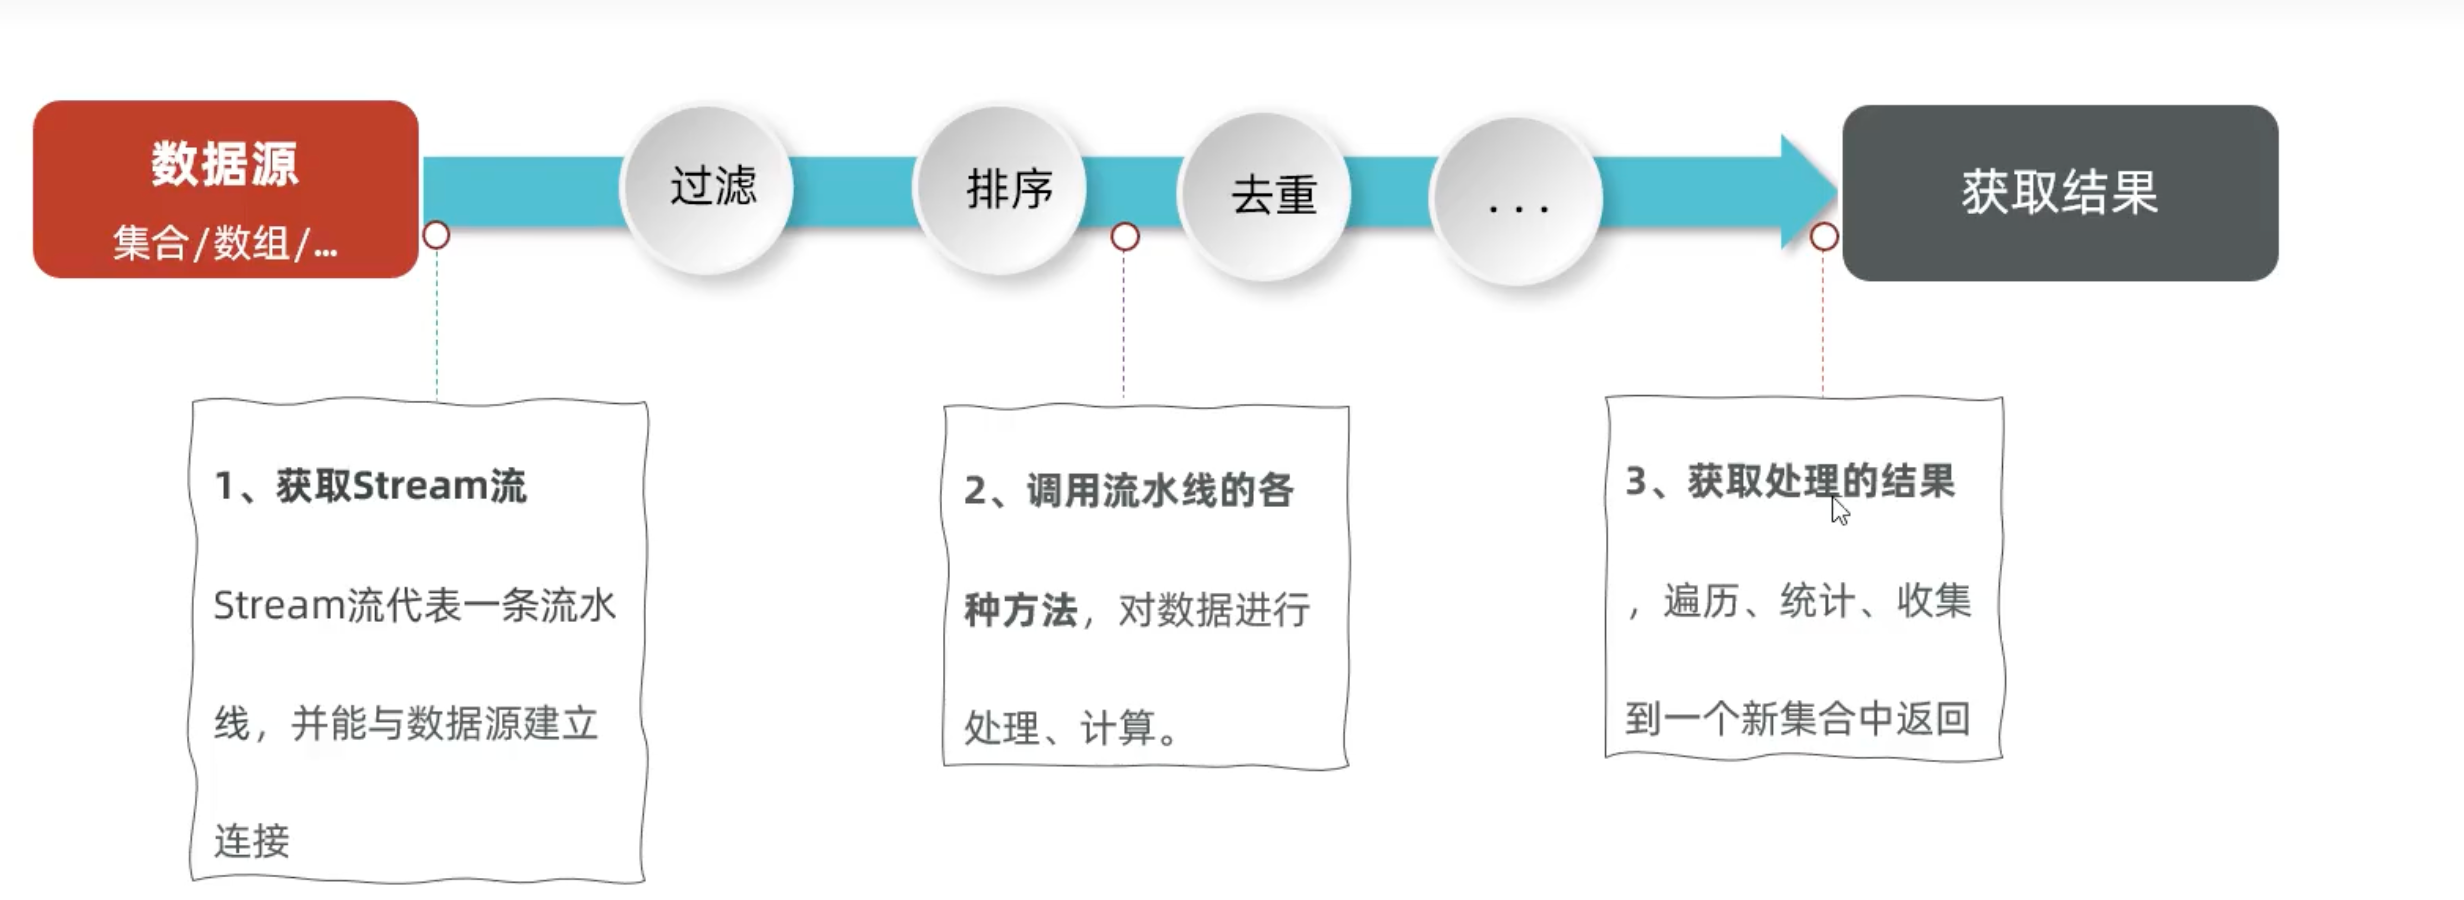 数据源
集合/数组/...
过滤
排序
去重
...
获取结果
1、获取Stream流
Stream流代表一条流水
线，并能与数据源建立
连接
2、调用流水线的各
种方法，对数据进行
处理、计算。
3、获取处理的结果
，遍历、统计、收集
到一个新集合中返回